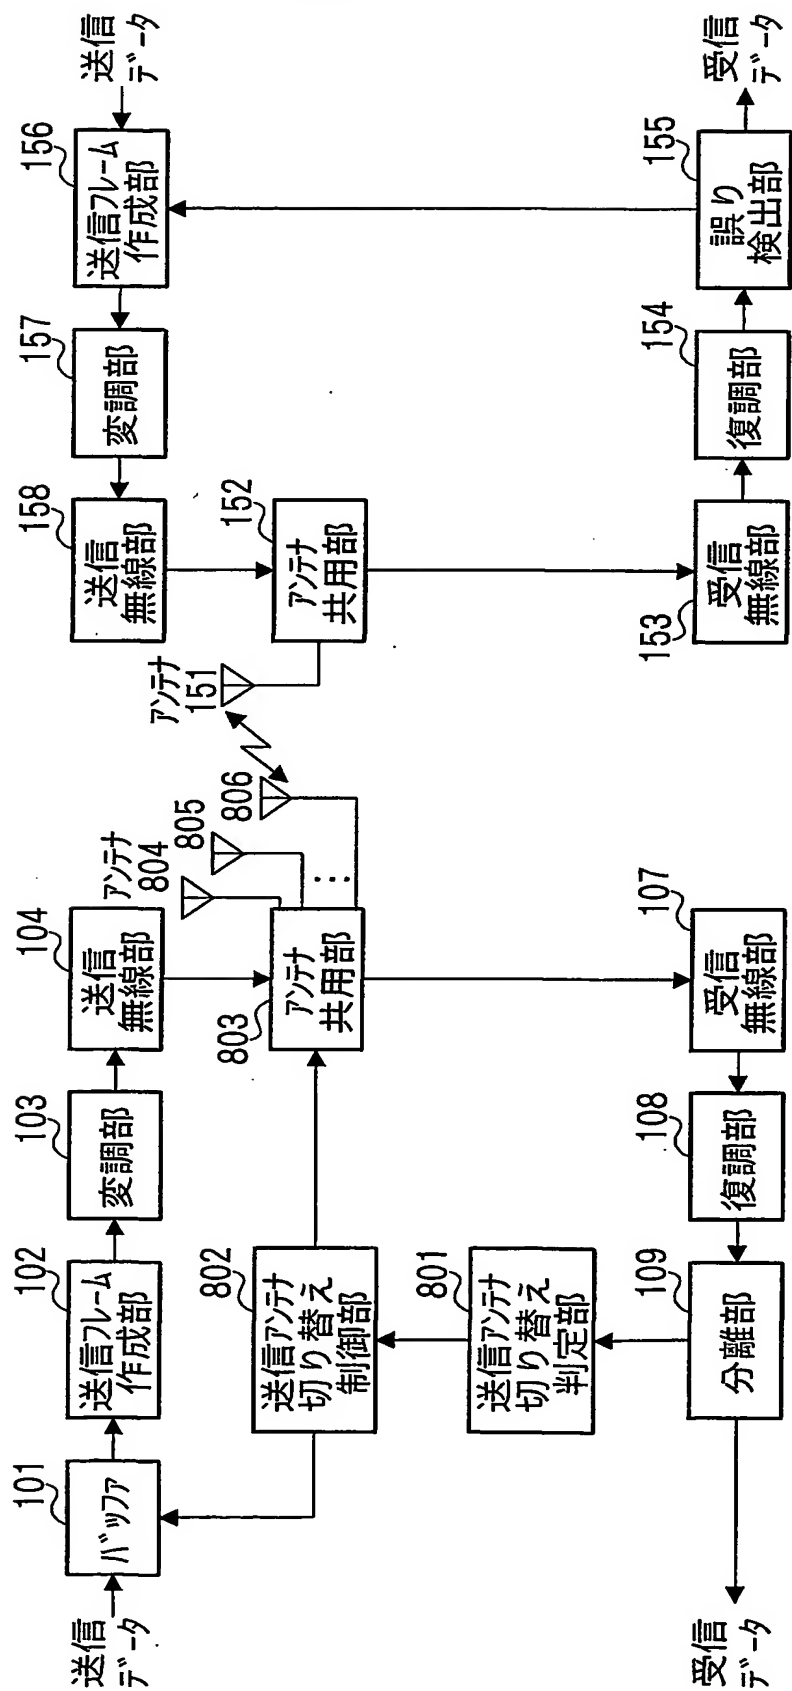 送信
データ
101
バッファ
102
送信フレーム
作成部
103
変調部
104
送信
無線部
アンテナ
804
805
806
803
アンテナ
共用部
802
送信アンテナ
切り替え
制御部
801
送信アンテナ
切り替え
判定部
107
受信
無線部
108
復調部
109
分離部
受信
データ
アンテナ
151
152
アンテナ
共用部
153
受信
無線部
154
復調部
155
誤り
検出部
受信
データ
送信
データ
156
送信フレーム
作成部
157
変調部
158
送信
無線部